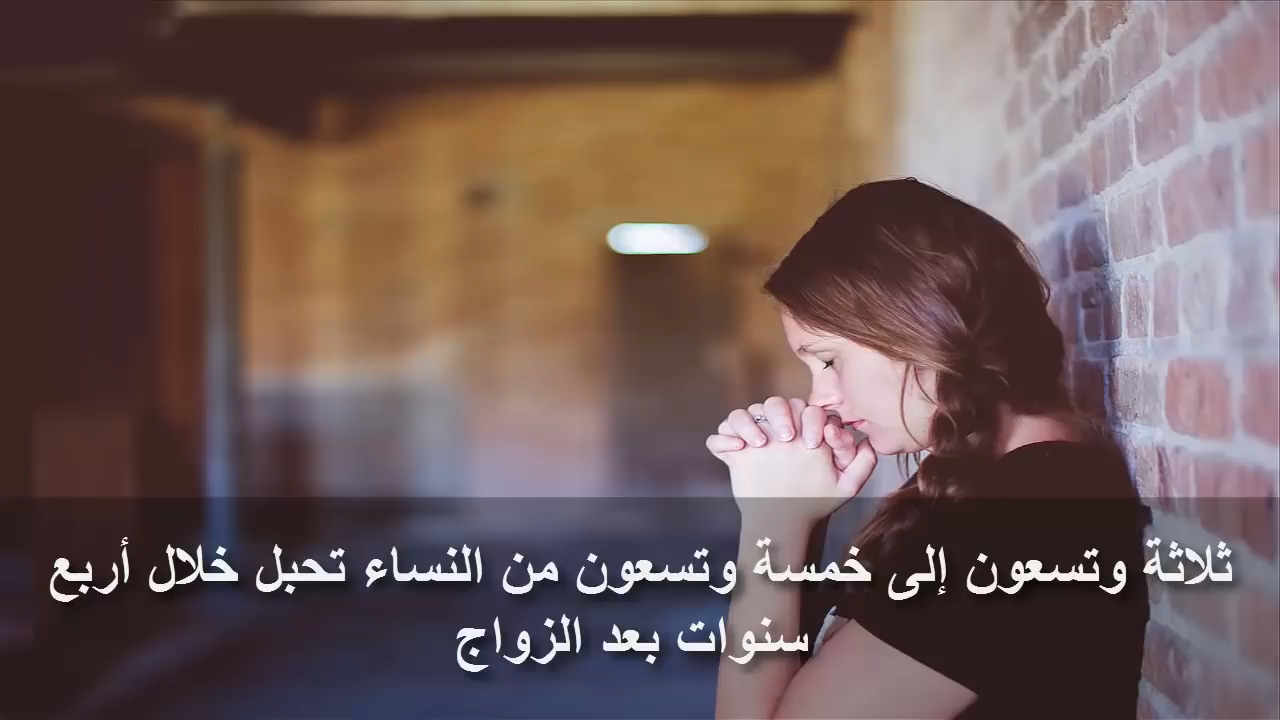 ثلاثة وتسعون إلى خمسة وتسعون من النساء تحبل خلال أربع
سنوات بعد الزواج